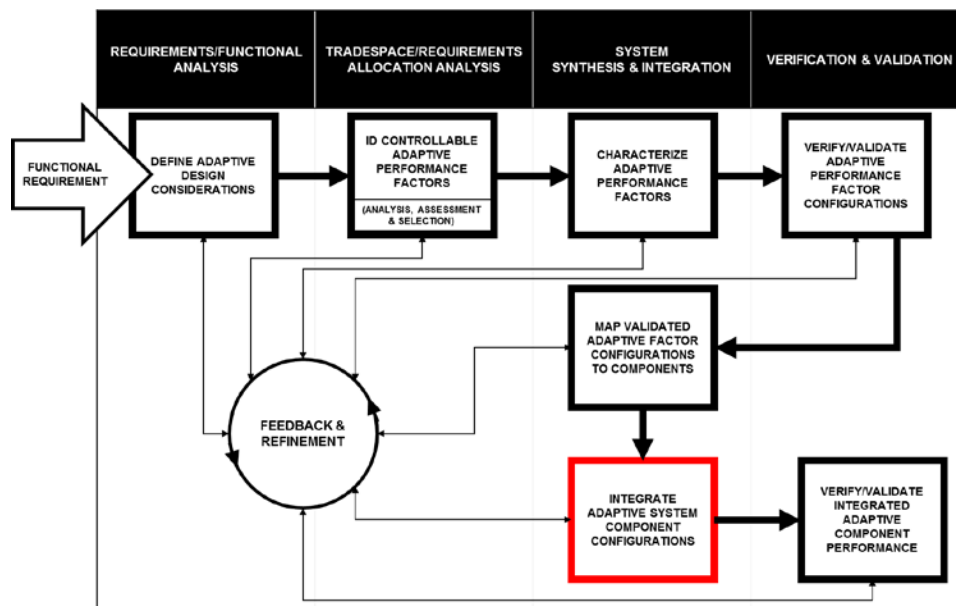 REQUIREMENTS/FUNCTIONAL
ANALYSIS
TRADESPACE/REQUIREMENTS
ALLOCATION ANALYSIS
SYSTEM
SYNTHESIS & INTEGRATION
VERIFICATION & VALIDATION
FUNCTIONAL
REQUIREMENT
DEFINE ADAPTIVE
DESIGN
CONSIDERATIONS
ID CONTROLLABLE
ADAPTIVE
PERFORMANCE
FACTORS
(ANALYSIS, ASSESSMENT
& SELECTION)
CHARACTERIZE
ADAPTIVE
PERFORMANCE
FACTORS
VERIFY/VALIDATE
ADAPTIVE
PERFORMANCE
FACTOR
CONFIGURATIONS
MAP VALIDATED
ADAPTIVE FACTOR
CONFIGURATIONS
TO COMPONENTS
FEEDBACK &
REFINEMENT
INTEGRATE
ADAPTIVE SYSTEM
COMPONENT
CONFIGURATIONS
VERIFY/VALIDATE
INTEGRATED
ADAPTIVE
COMPONENT
PERFORMANCE